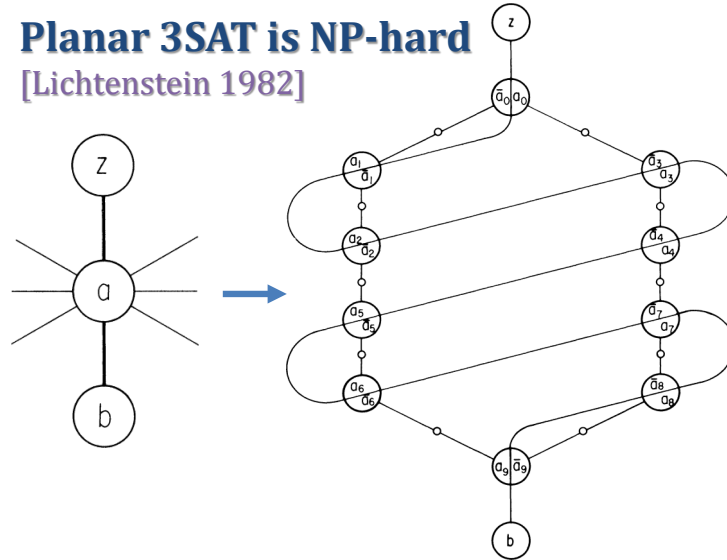 Planar 3SAT is NP-hard
[Lichtenstein 1982]
z
a
b
z
ā₀ a₀
a₁
ā₁
ā₃
a₃
a₂
ā₂
ā₄
a₄
a₅
ā₅
ā₇
a₇
a₆
ā₆
ā₈
a₈
a₉ ā₉
b